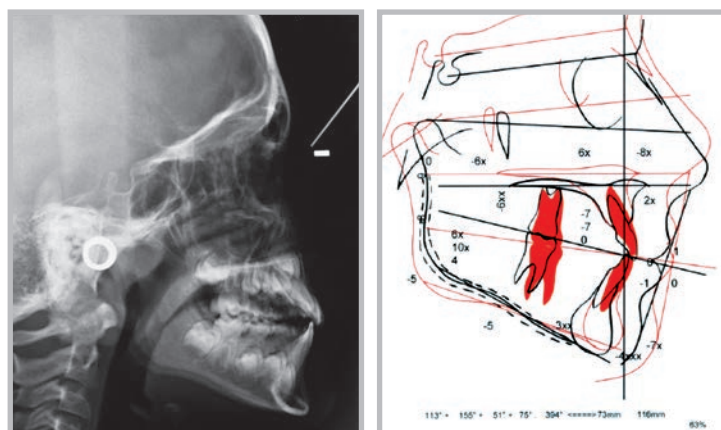 0
-6x
6x
-8x
-6xx
2x
-7
-7
0
6x
10x
4
1
-1
0
-5
-5
3xx
-4xxx
-7x
113° + 155° + 51° + 75° . 394° <====>73mm 116mm
63%